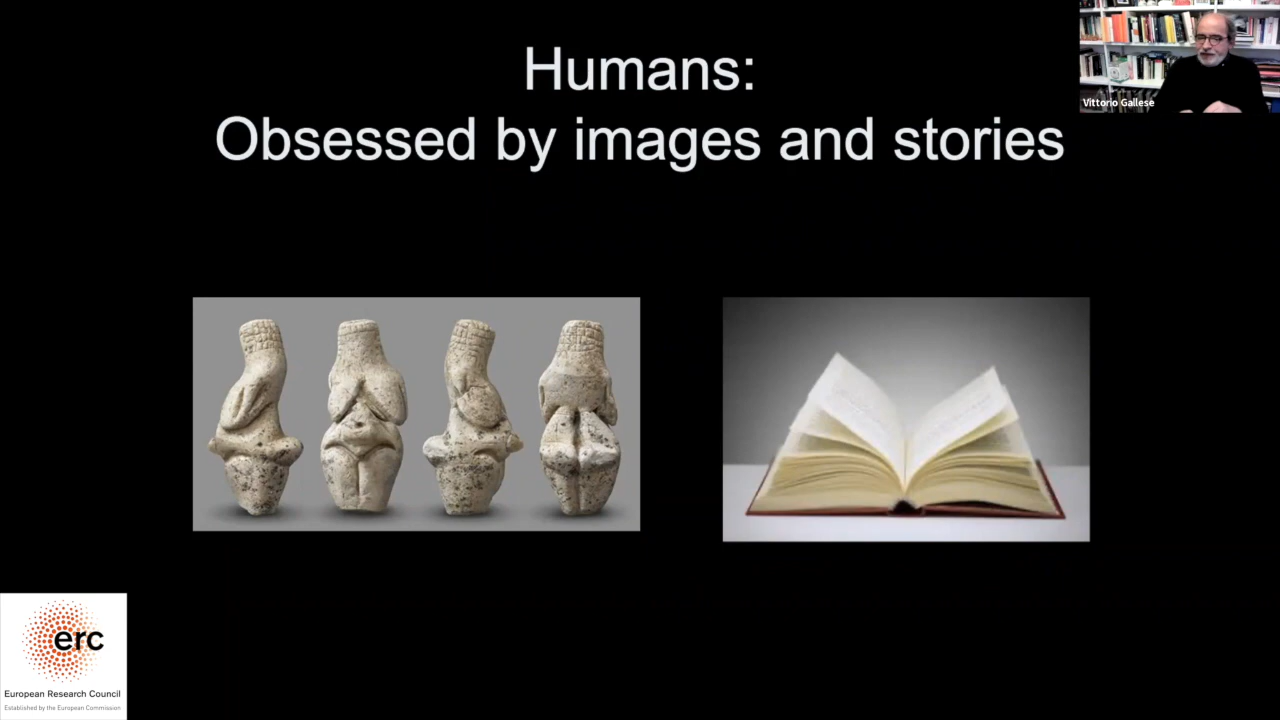 Humans:
Obsessed by images and stories
Vittorio Gallese
erc
European Research Council
Established by the European Commission